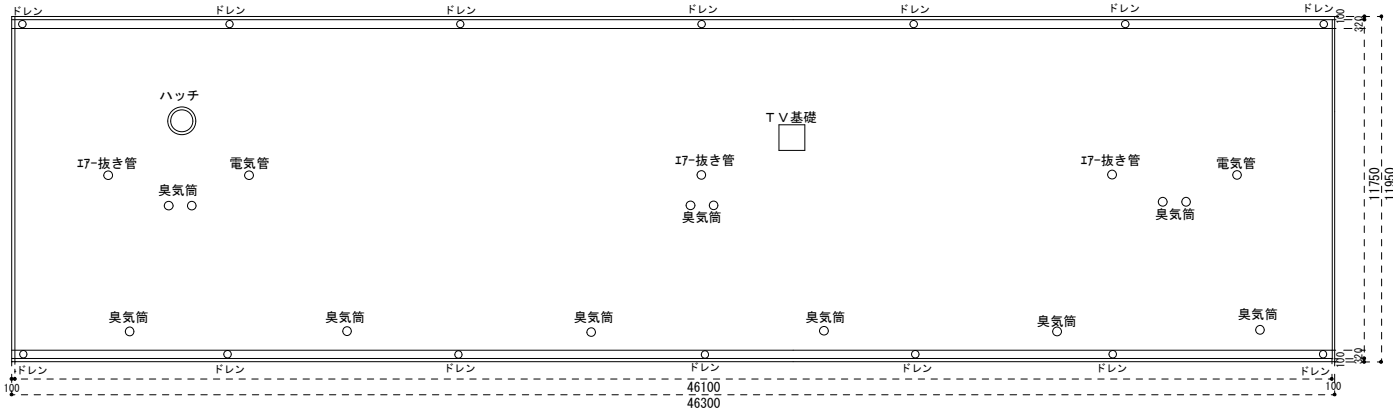 ドレン ドレン ドレン ドレン ドレン ドレン ドレン
100
320
ハッチ
ＴＶ基礎
ｴｱｰ抜き管 電気管 ｴｱｰ抜き管 ｴｱｰ抜き管 電気管
臭気筒
臭気筒
臭気筒
11750
11950
臭気筒 臭気筒 臭気筒 臭気筒 臭気筒 臭気筒
320
100
ドレン ドレン ドレン ドレン ドレン ドレン ドレン
100 46100 100
46300